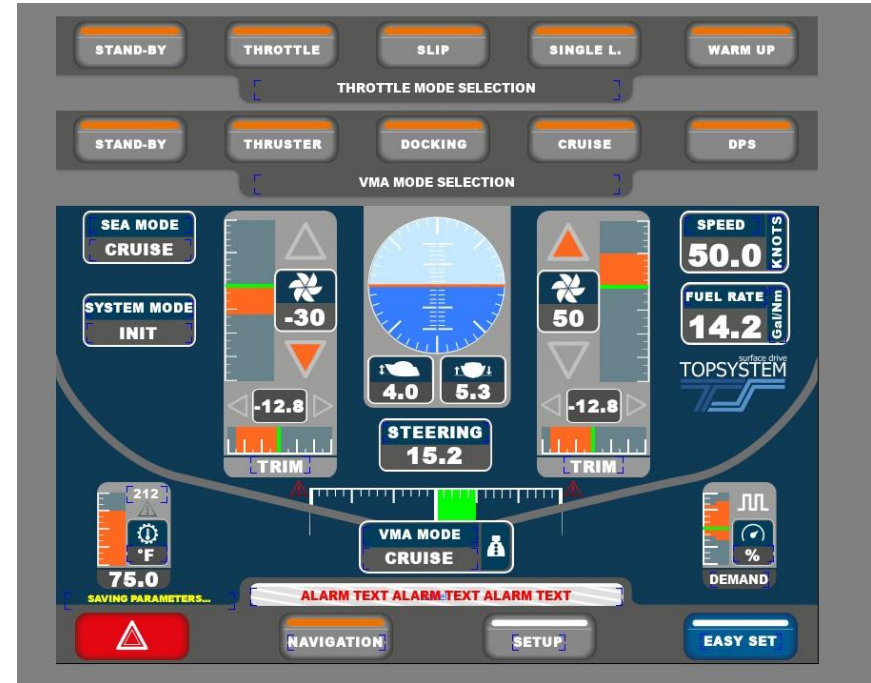 STAND-BY THROTTLE SLIP SINGLE L. WARM UP
THROTTLE MODE SELECTION
STAND-BY THRUSTER DOCKING CRUISE DPS
VMA MODE SELECTION
SEA MODE
CRUISE
SYSTEM MODE
INIT
-30
-12.8
TRIM
4.0 5.3
STEERING
15.2
50
-12.8
TRIM
SPEED
50.0
KNOTS
FUEL RATE
14.2
Gal/Nm
surface drive
TOPSYSTEM
212
°F
75.0
SAVING PARAMETERS...
VMA MODE
CRUISE
%
DEMAND
ALARM TEXT ALARM TEXT ALARM TEXT
NAVIGATION SETUP EASY SET